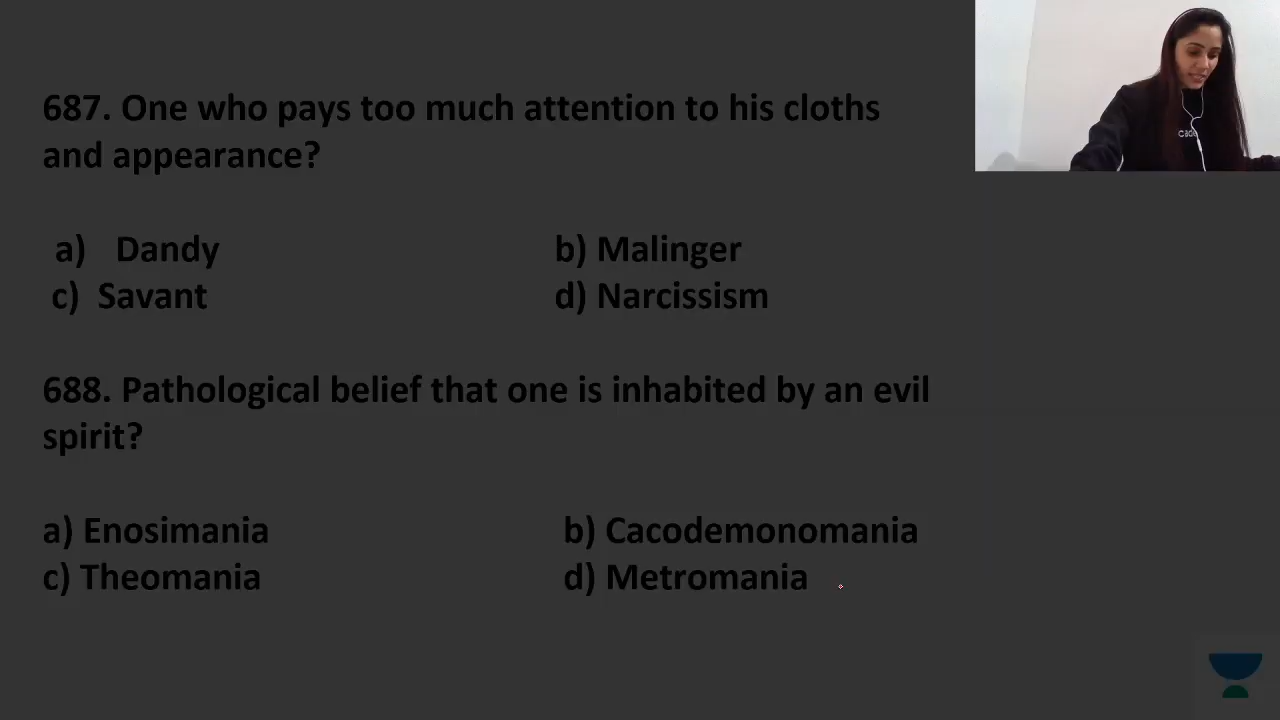 687. One who pays too much attention to his cloths
and appearance?
a) Dandy b) Malinger
c) Savant d) Narcissism
688. Pathological belief that one is inhabited by an evil
spirit?
a) Enosimania b) Cacodemonomania
c) Theomania d) Metromania